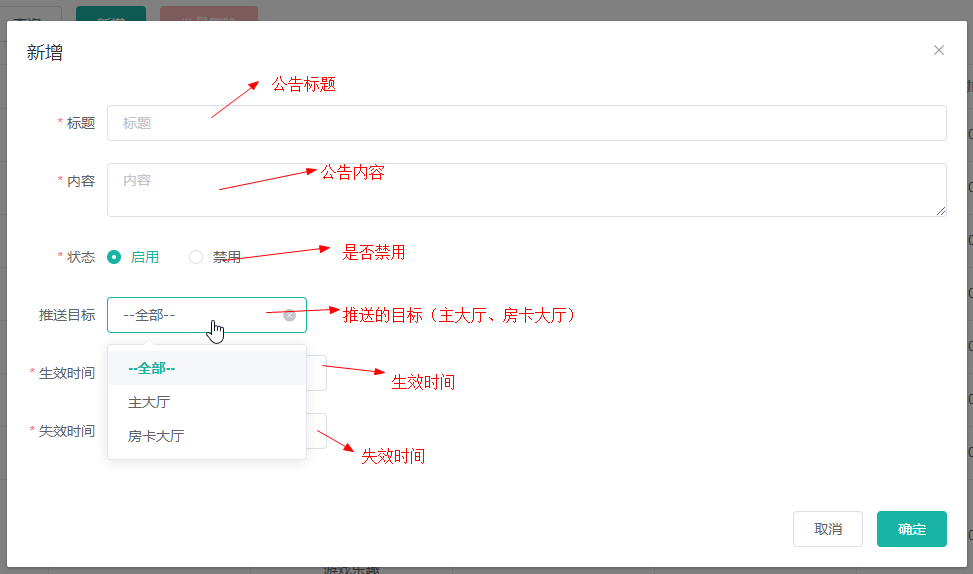 新增
公告标题
* 标题 标题
公告内容
* 内容 内容
* 状态 启用 禁用 是否禁用
推送目标 --全部-- 推送的目标（主大厅、房卡大厅）
--全部--
* 生效时间 生效时间
主大厅
* 失效时间 房卡大厅
失效时间
取消 确定